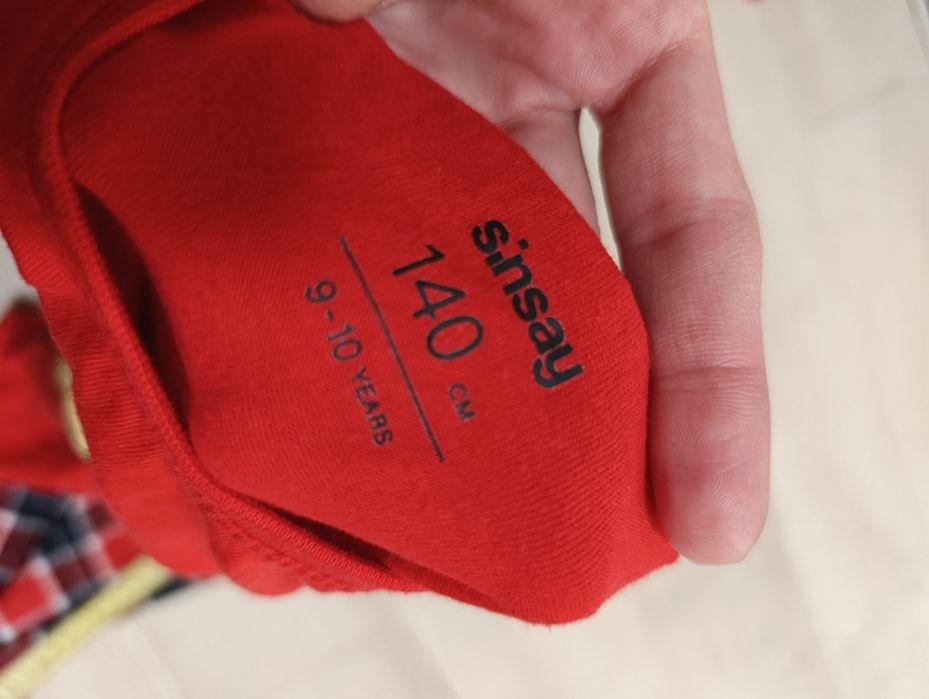 sinsay
140 CM
9-10 YEARS